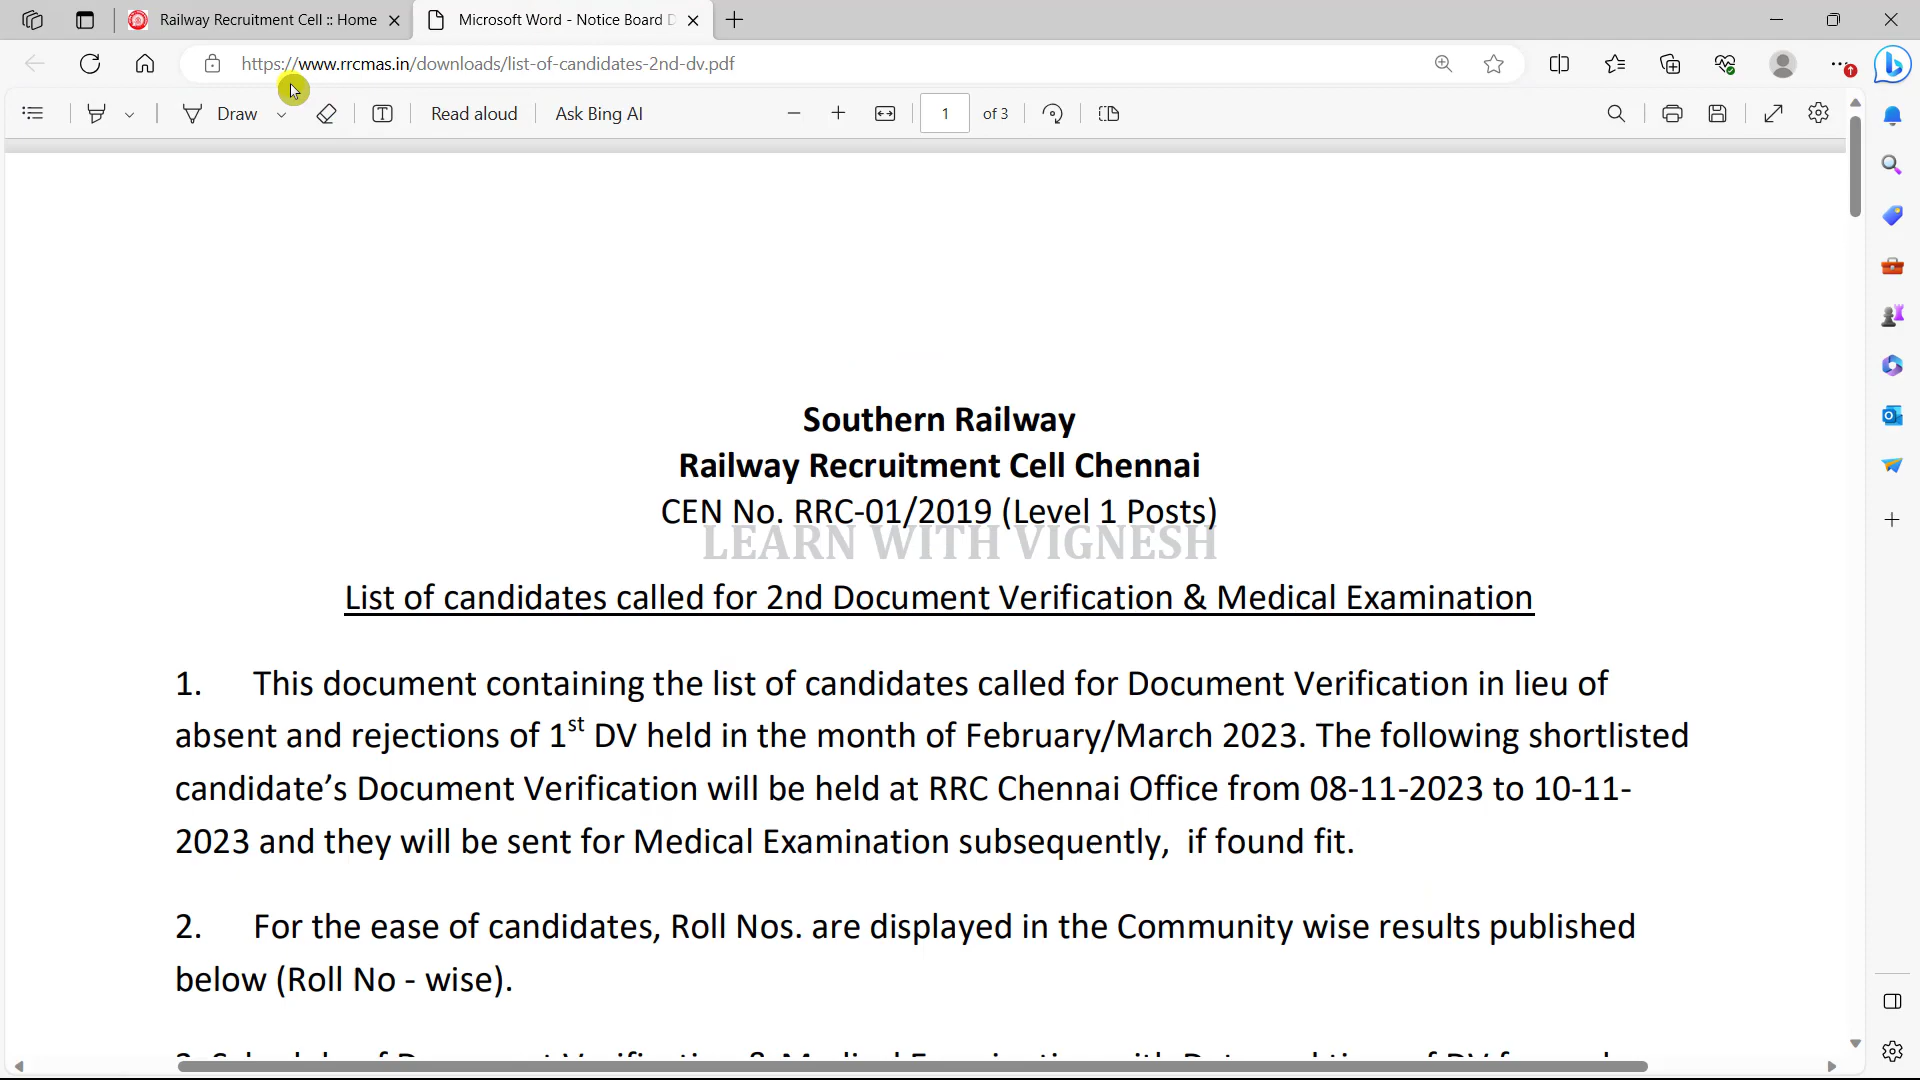 Railway Recruitment Cell :: Home
Microsoft Word - Notice Board D
https://www.rrcmas.in/downloads/list-of-candidates-2nd-dv.pdf
Draw
Read aloud
Ask Bing AI
1
of 3
Southern Railway
Railway Recruitment Cell Chennai
CEN No. RRC-01/2019 (Level 1 Posts)
LEARN WITH VIGNESH
List of candidates called for 2nd Document Verification & Medical Examination
1. This document containing the list of candidates called for Document Verification in lieu of
absent and rejections of 1st DV held in the month of February/March 2023. The following shortlisted
candidate’s Document Verification will be held at RRC Chennai Office from 08-11-2023 to 10-11-
2023 and they will be sent for Medical Examination subsequently, if found fit.
2. For the ease of candidates, Roll Nos. are displayed in the Community wise results published
below (Roll No - wise).